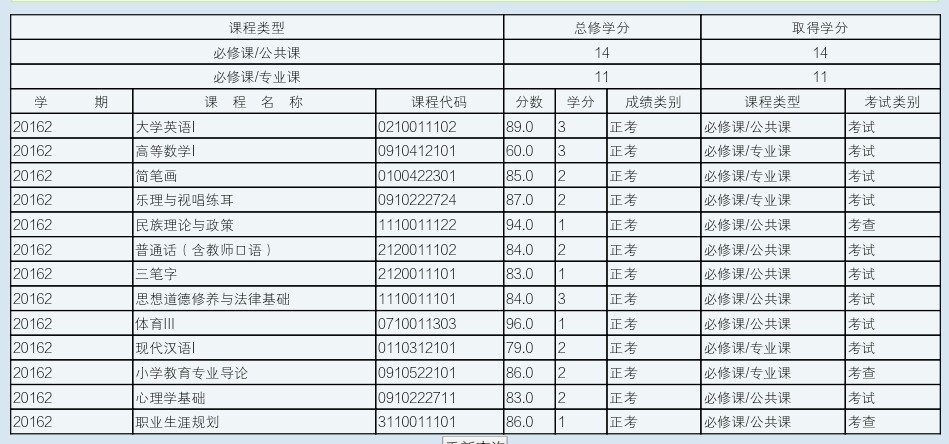 课程类型 总修学分 取得学分
必修课/公共课 14 14
必修课/专业课 11 11
学 期 课 程 名 称 课程代码 分数 学分 成绩类别 课程类型 考试类别
20162 大学英语I 0210011102 89.0 3 正考 必修课/公共课 考试
20162 高等数学I 0910412101 60.0 3 正考 必修课/专业课 考试
20162 简笔画 0100422301 85.0 2 正考 必修课/专业课 考试
20162 乐理与视唱练耳 0910222724 87.0 2 正考 必修课/专业课 考试
20162 民族理论与政策 1110011122 94.0 1 正考 必修课/公共课 考查
20162 普通话（含教师口语） 2120011102 84.0 2 正考 必修课/公共课 考试
20162 三笔字 2120011101 83.0 1 正考 必修课/公共课 考试
20162 思想道德修养与法律基础 1110011101 84.0 3 正考 必修课/公共课 考试
20162 体育III 0710011303 96.0 1 正考 必修课/公共课 考试
20162 现代汉语I 0110312101 79.0 2 正考 必修课/专业课 考试
20162 小学教育专业导论 0910522101 86.0 2 正考 必修课/专业课 考查
20162 心理学基础 0910222711 83.0 2 正考 必修课/公共课 考试
20162 职业生涯规划 3110011101 86.0 1 正考 必修课/公共课 考查